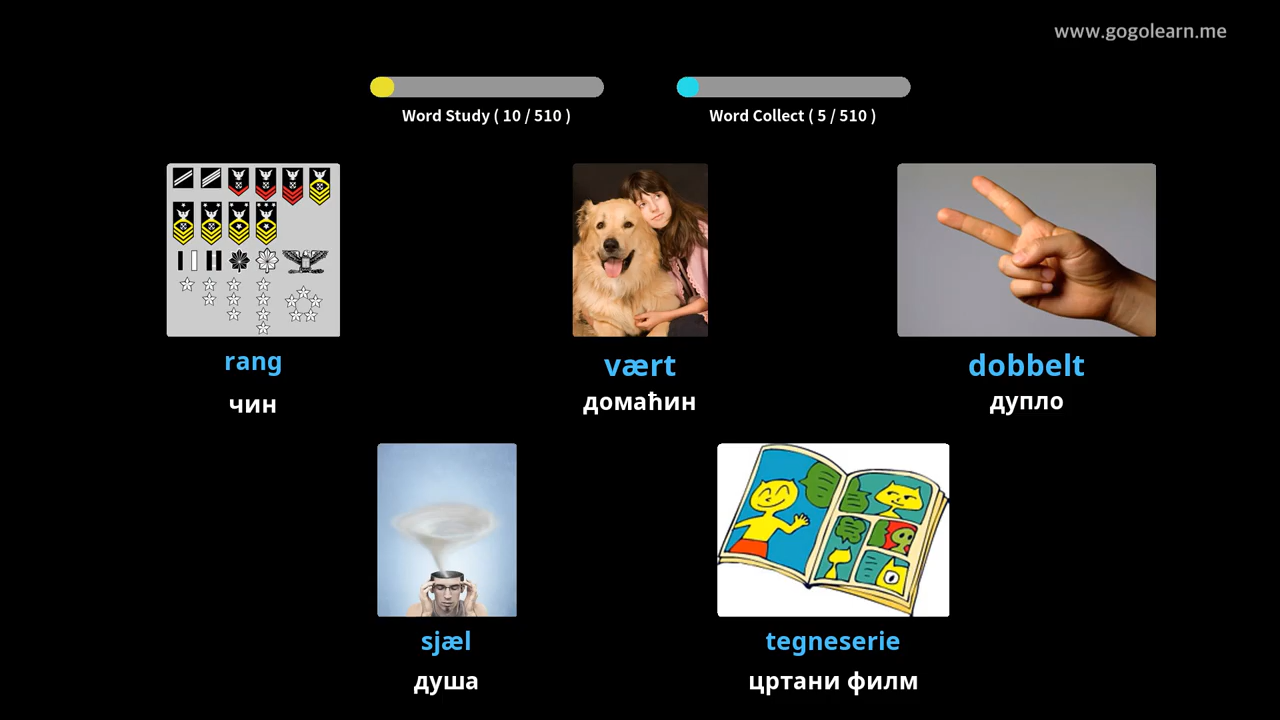 www.gogolearn.me
Word Study ( 10 / 510 )
Word Collect ( 5 / 510 )
rang
vært
dobbelt
чин
домаћин
дупло
sjæl
tegneserie
душа
цртани филм